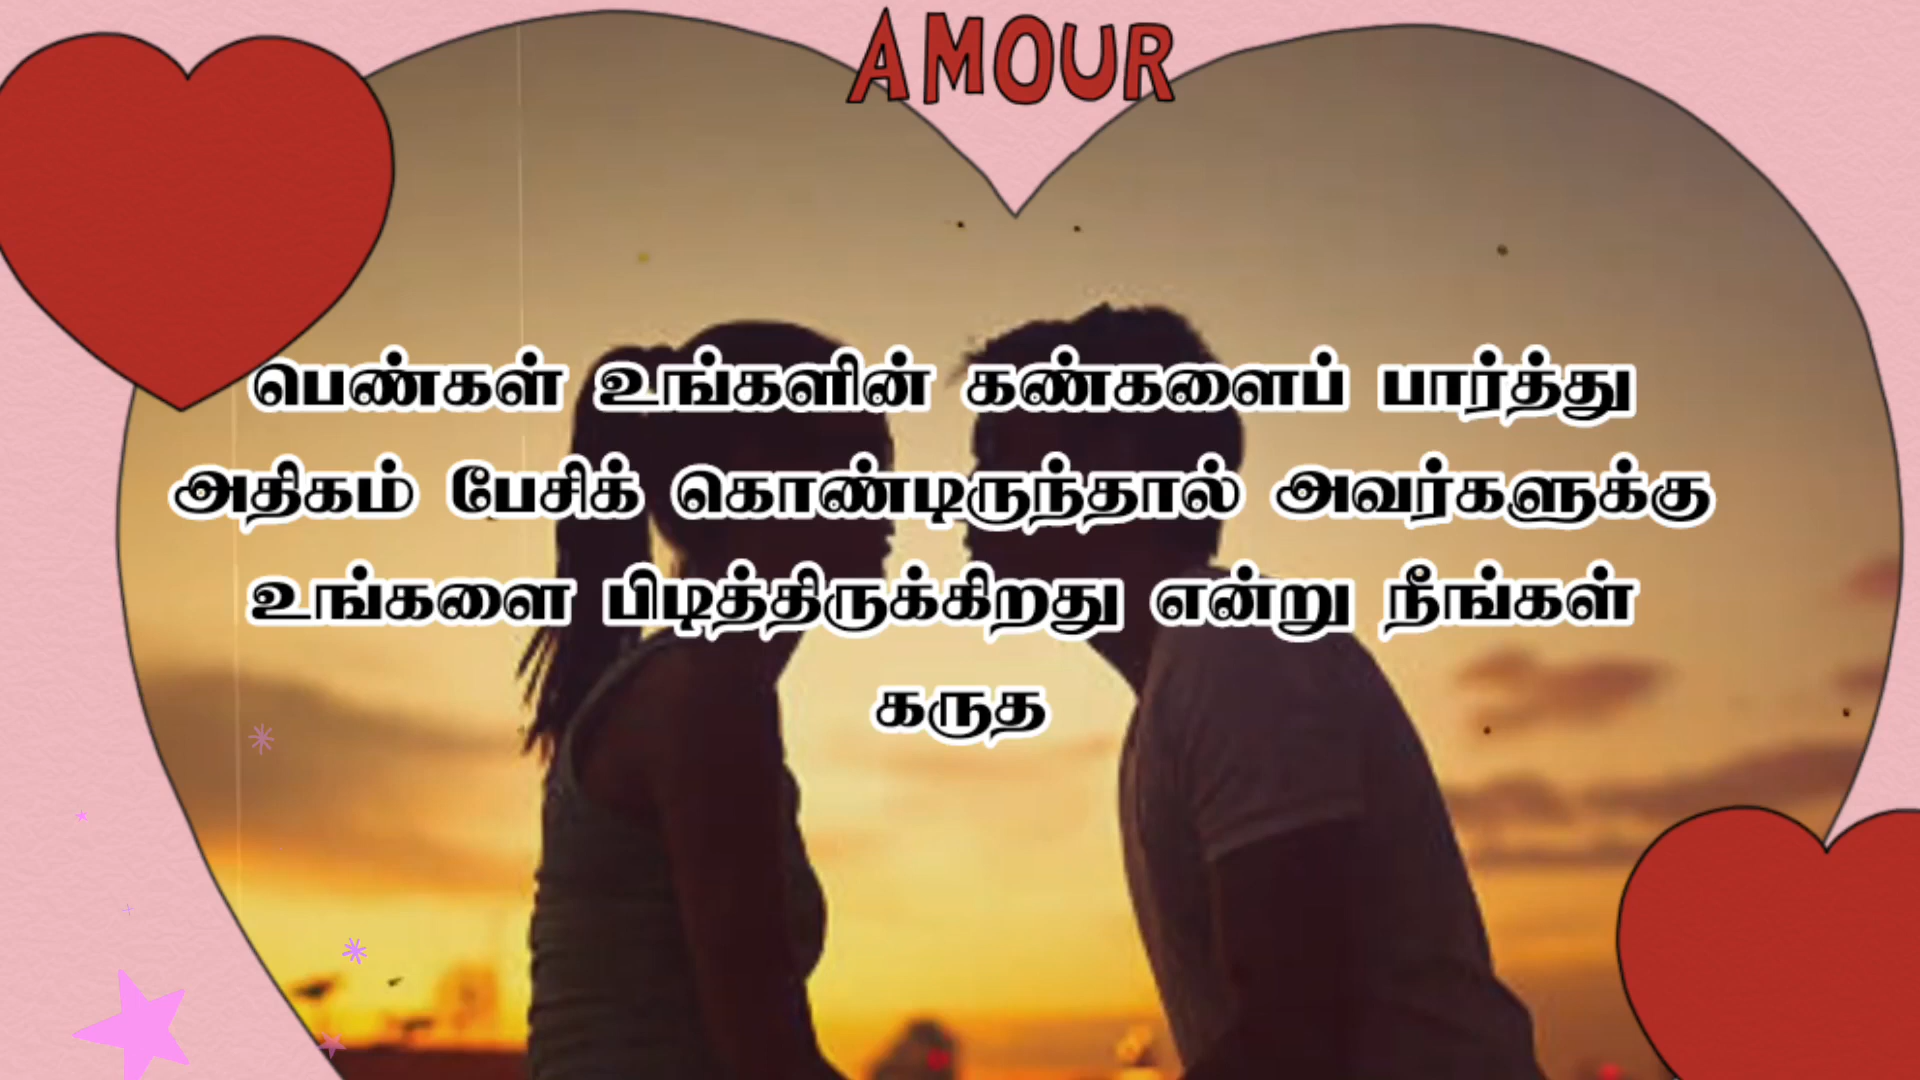 AMOUR
பெண்கள் உங்களின் கண்களைப் பார்த்து
அதிகம் பேசிக் கொண்டிருந்தால் அவர்களுக்கு
உங்களை பிடித்திருக்கிறது என்று நீங்கள்
கருத